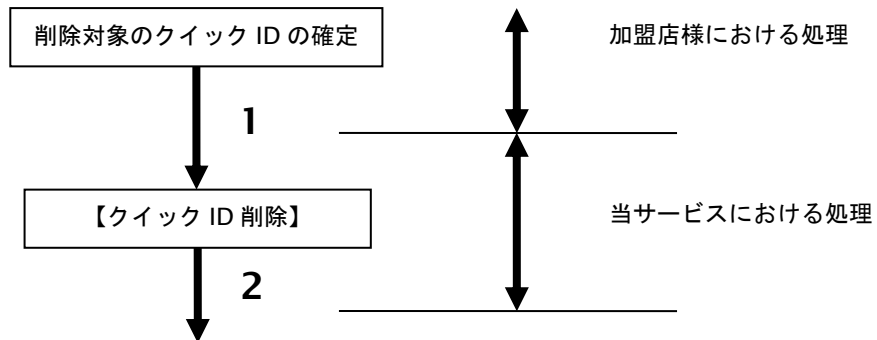 削除対象のクイック ID の確定
加盟店様における処理
1
【クイック ID 削除】
当サービスにおける処理
2